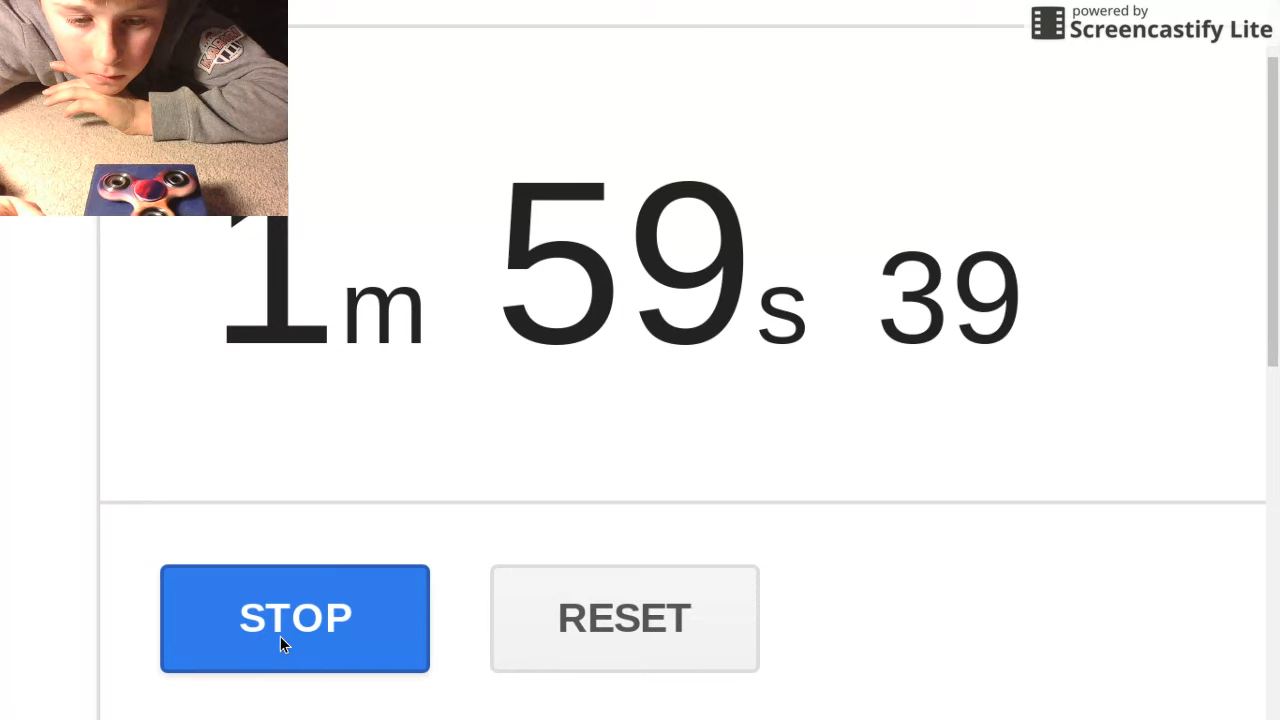 powered by
Screencastify Lite
1m 59s 39
STOP
RESET